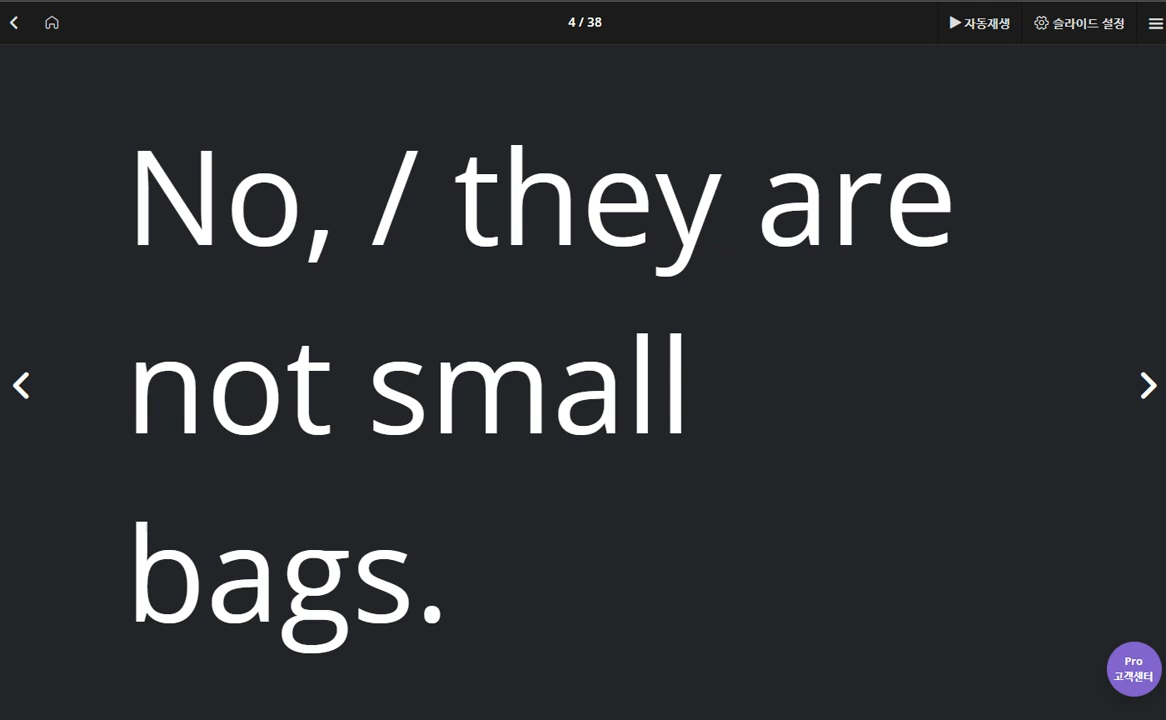 4 / 38
▶ 자동재생
슬라이드 설정
No, / they are
not small
bags.
Pro
고객센터